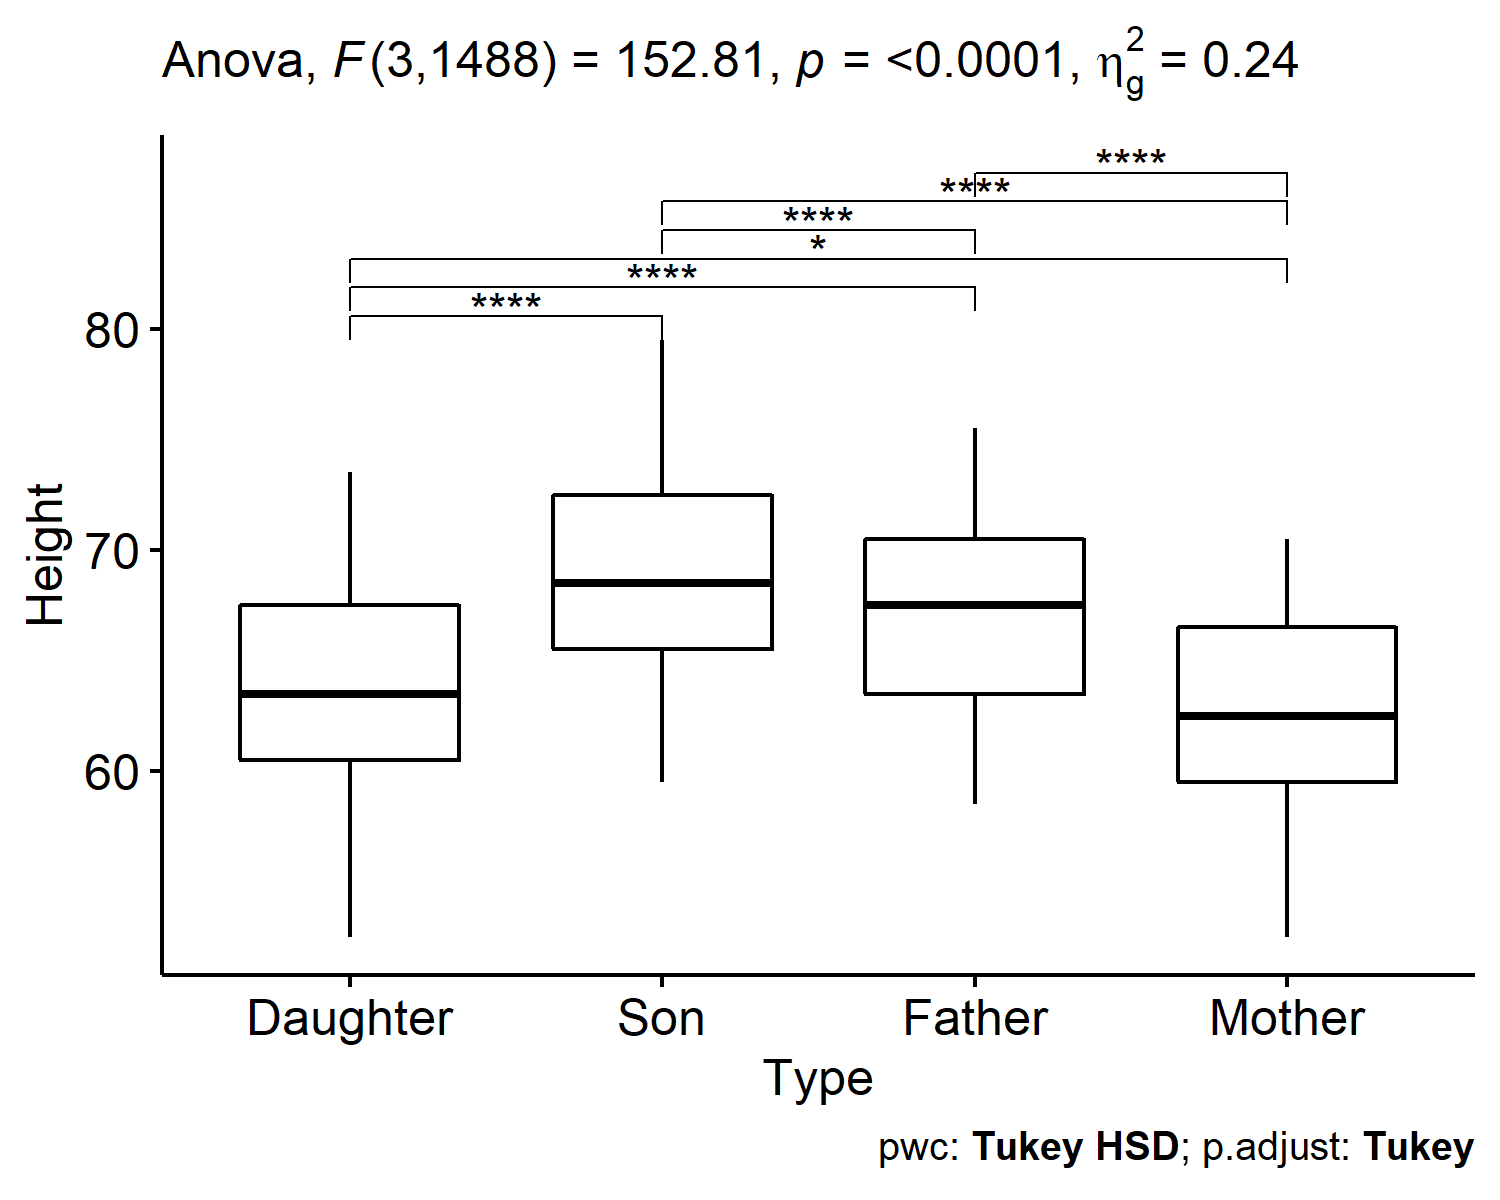 Anova, F(3,1488) = 152.81, p = <0.0001, η²g = 0.24
****
****
****
*
****
****
80
70
60
Height
Daughter Son Father Mother
Type
pwc: Tukey HSD; p.adjust: Tukey